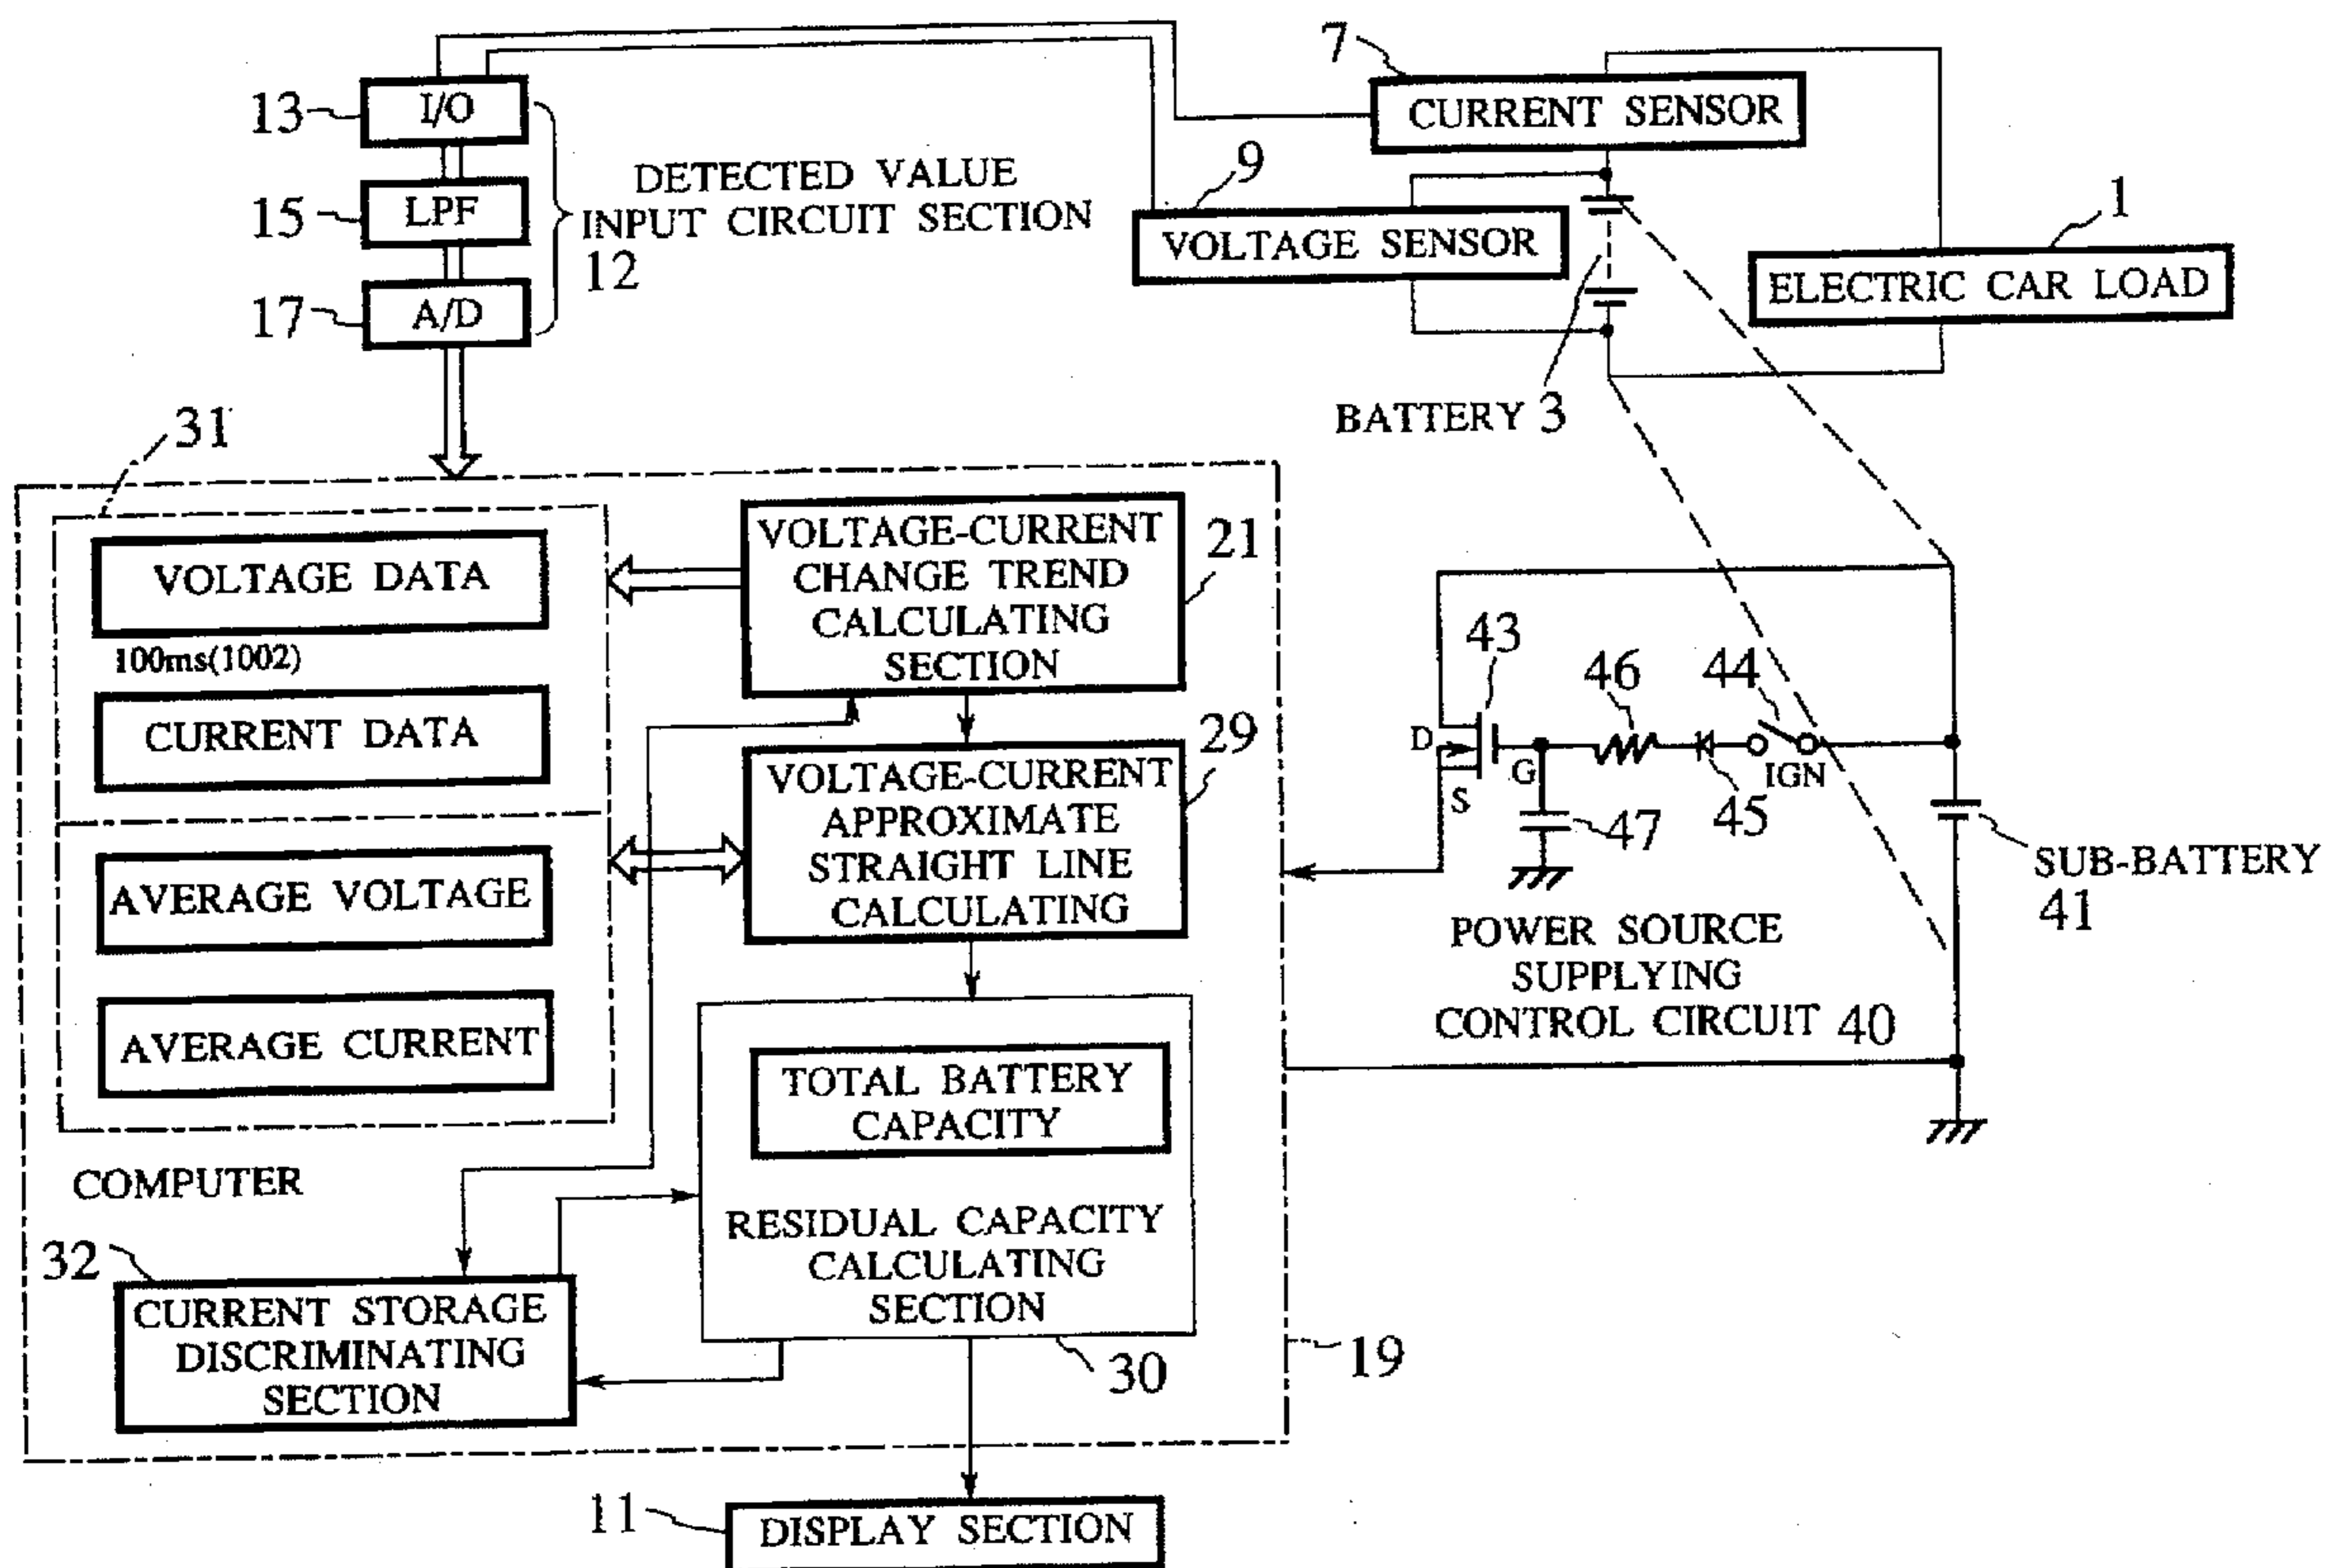 7
CURRENT SENSOR
13
I/O
DETECTED VALUE
INPUT CIRCUIT SECTION
12
15
LPF
17
A/D
9
VOLTAGE SENSOR
1
ELECTRIC CAR LOAD
BATTERY 3
31
VOLTAGE DATA
100ms(1002)
CURRENT DATA
AVERAGE VOLTAGE
AVERAGE CURRENT
VOLTAGE-CURRENT
CHANGE TREND
CALCULATING
SECTION
21
VOLTAGE-CURRENT
APPROXIMATE
STRAIGHT LINE
CALCULATING
29
43
46
44
D
G
S
IGN
47
45
SUB-BATTERY
41
POWER SOURCE
SUPPLYING
CONTROL CIRCUIT 40
TOTAL BATTERY
CAPACITY
RESIDUAL CAPACITY
CALCULATING
SECTION
30
COMPUTER
32
CURRENT STORAGE
DISCRIMINATING
SECTION
19
11
DISPLAY SECTION